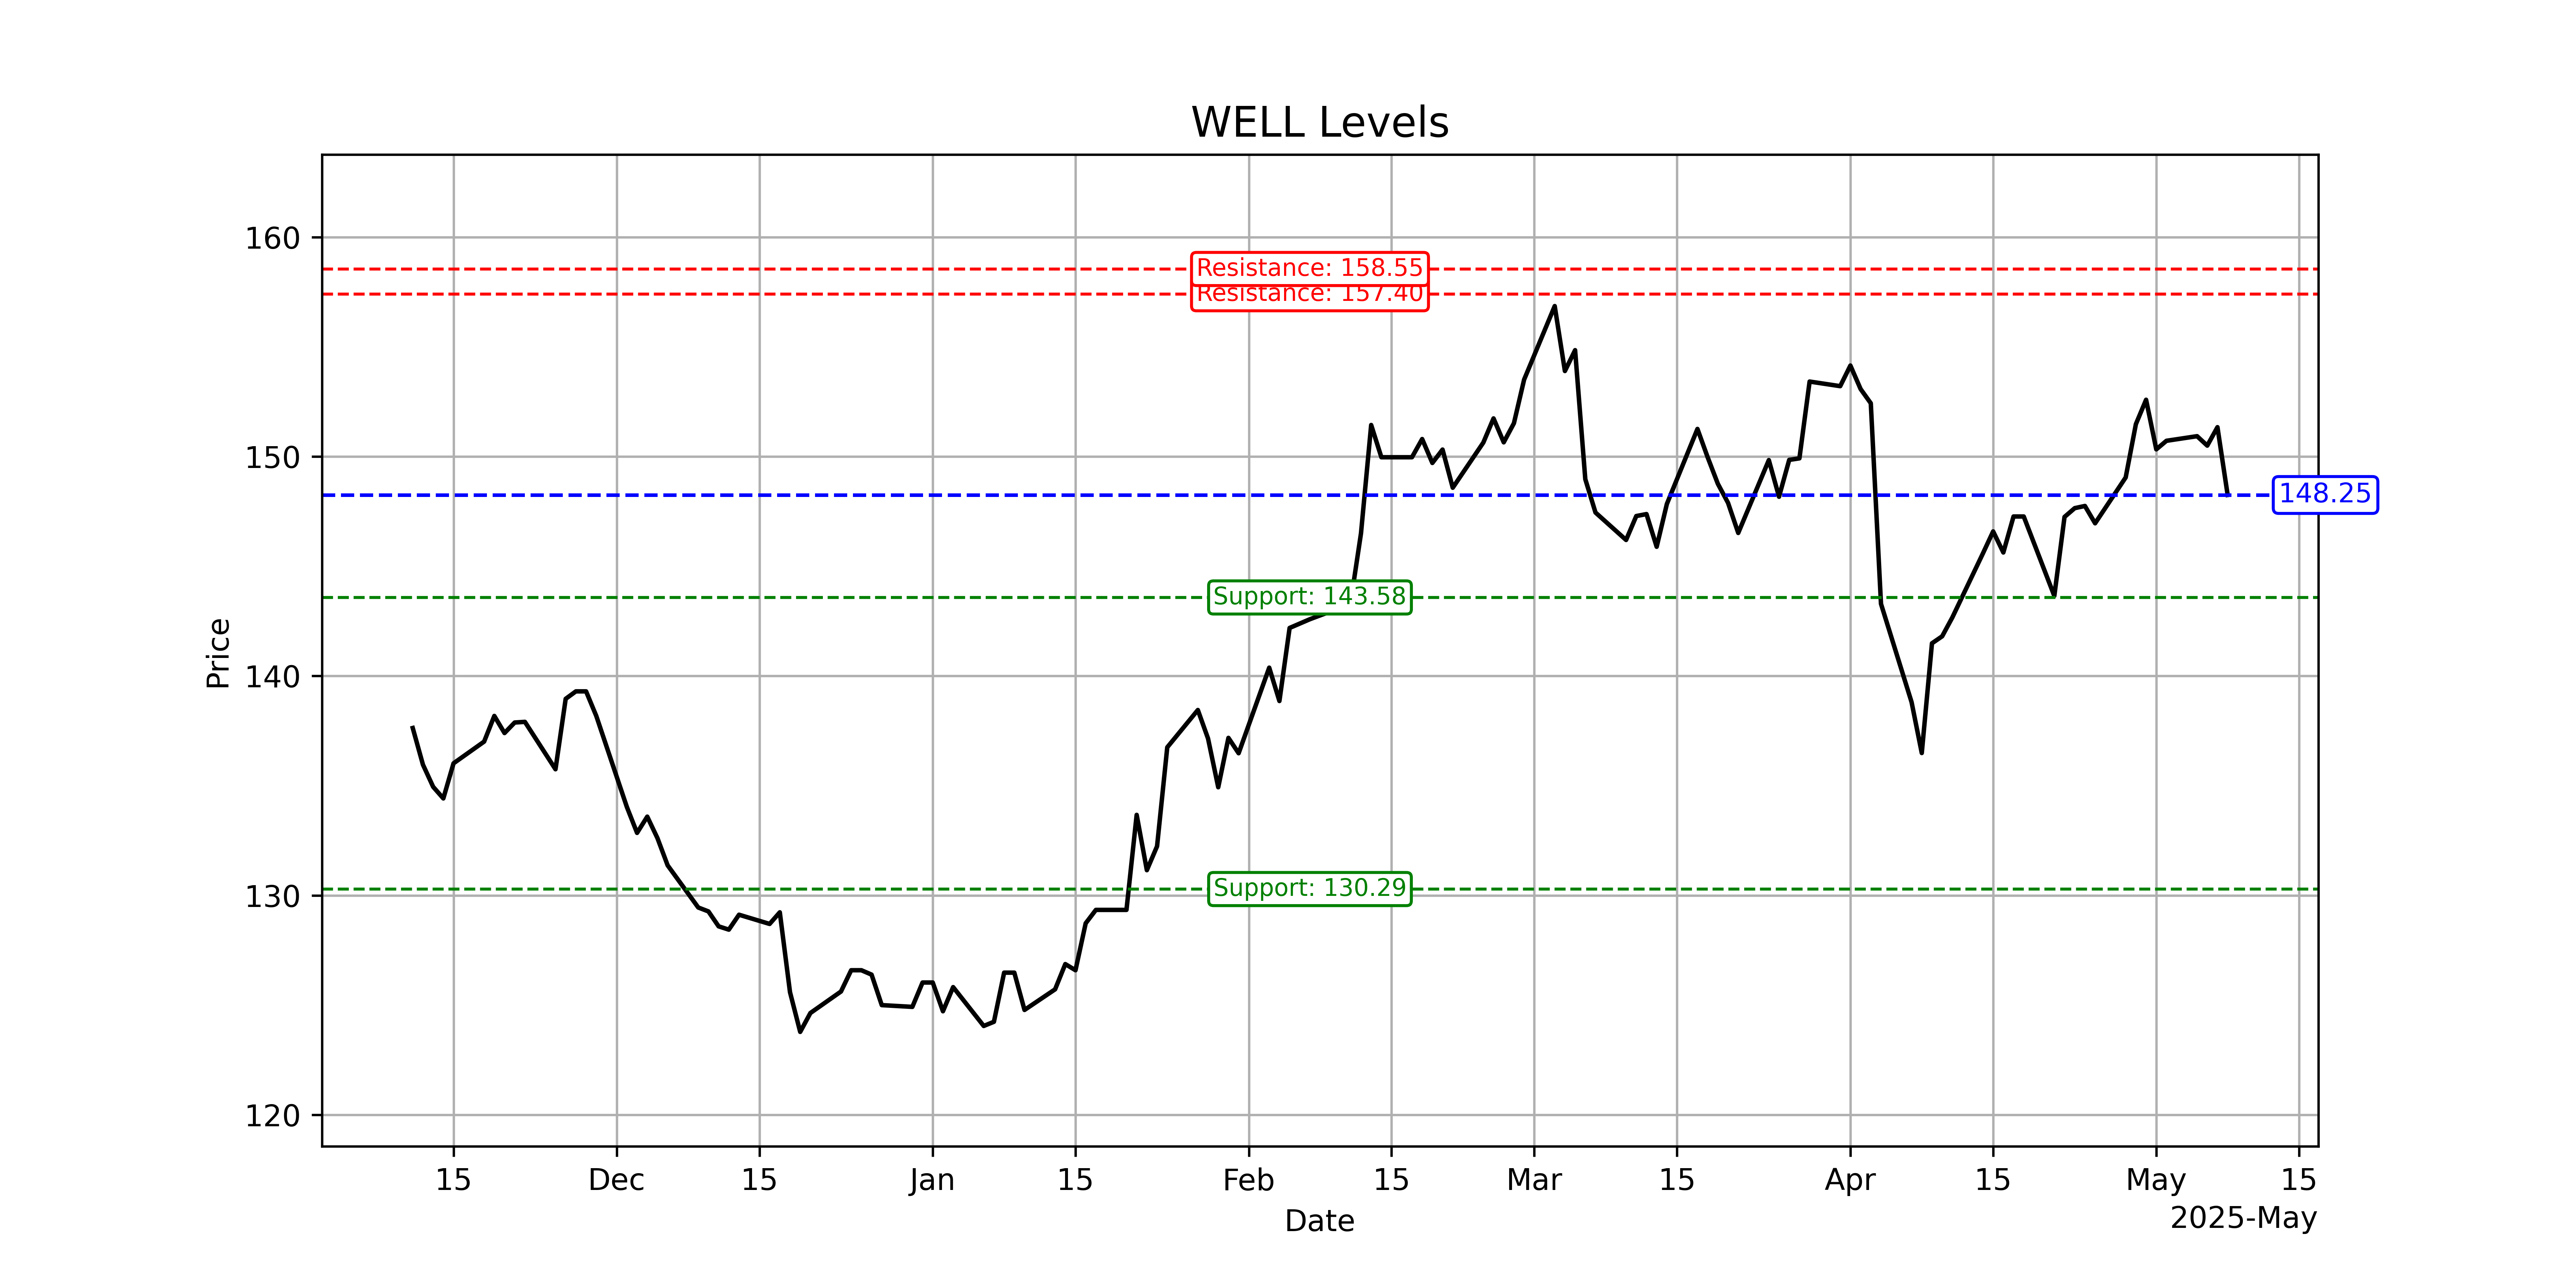 WELL Levels
160
Resistance: 158.55
Resistance: 157.40
150
148.25
Support: 143.58
Price
140
130
Support: 130.29
120
15 Dec 15 Jan 15 Feb 15 Mar 15 Apr 15 May 15
Date
2025-May